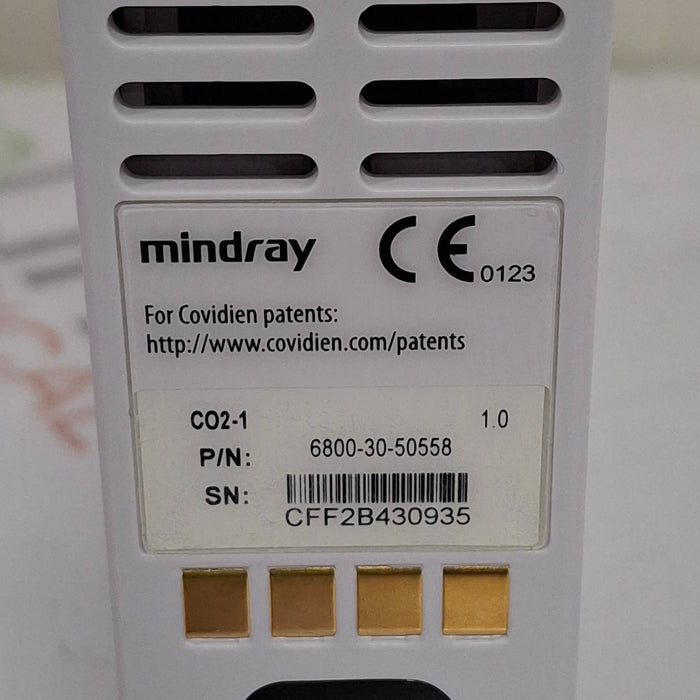 mindray CE 0123
For Covidien patents:
http://www.covidien.com/patents
CO2-1 1.0
P/N: 6800-30-50558
SN:
CFF2B430935